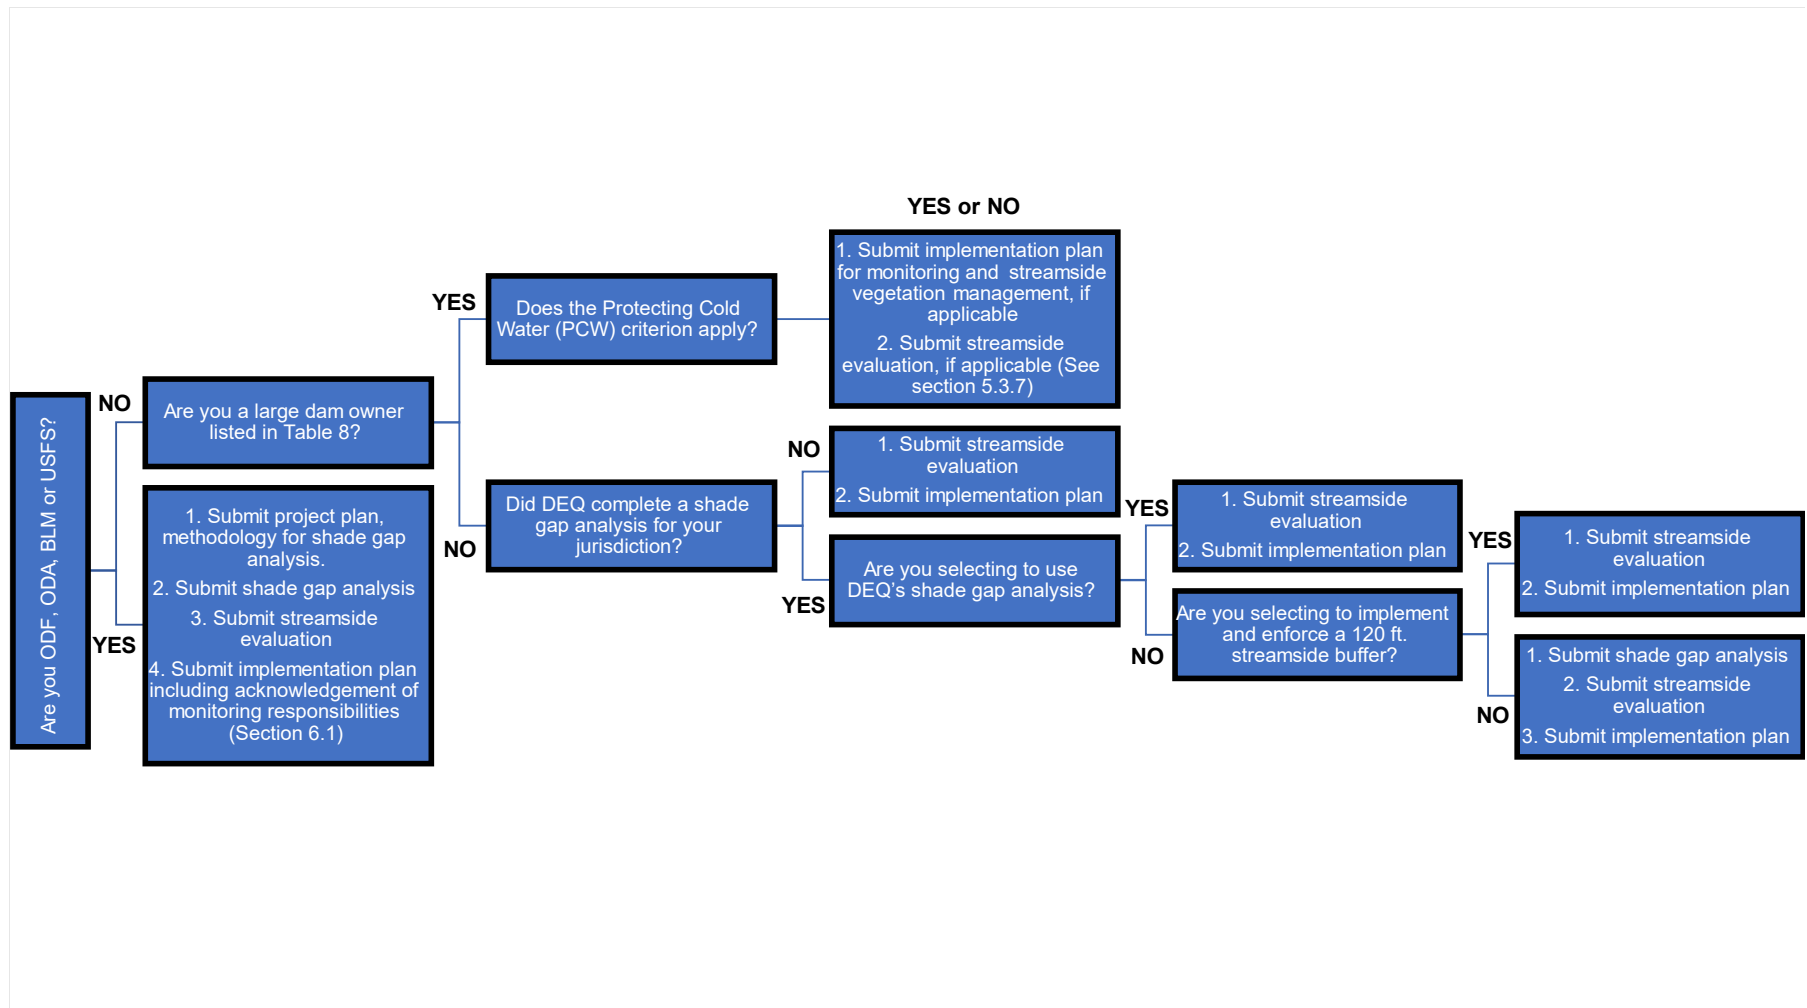 Are you ODF, ODA, BLM or USFS?
NO
Are you a large dam owner
listed in Table 8?
YES
1. Submit project plan,
methodology for shade gap
analysis.
2. Submit shade gap analysis
3. Submit streamside
evaluation
4. Submit implementation plan
including acknowledgement of
monitoring responsibilities
(Section 6.1)
YES
Does the Protecting Cold
Water (PCW) criterion apply?
YES or NO
1. Submit implementation plan
for monitoring and streamside
vegetation management, if
applicable
2. Submit streamside
evaluation, if applicable (See
section 5.3.7)
NO
Did DEQ complete a shade
gap analysis for your
jurisdiction?
NO
1. Submit streamside
evaluation
2. Submit implementation plan
YES
Are you selecting to use
DEQ's shade gap analysis?
YES
1. Submit streamside
evaluation
2. Submit implementation plan
NO
Are you selecting to implement
and enforce a 120 ft.
streamside buffer?
YES
1. Submit streamside
evaluation
2. Submit implementation plan
NO
1. Submit shade gap analysis
2. Submit streamside
evaluation
3. Submit implementation plan